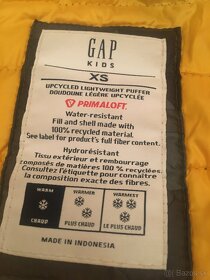 GAP
KIDS
XS
UPCYCLED LIGHTWEIGHT PUFFER
DOUDOUNE LÉGÈRE UPCYCLÉE
PRIMALOFT
Water-resistant
Fill and shell made with
100% recycled material.
See label for product's full fiber content.
Hydrorésistant
Tissu extérieur et rembourrage
composés de matières 100% recyclées.
Consultez l'étiquette pour connaître
la composition exacte des fibres.
WARM
WARMER
WARMEST
CHAUD
PLUS CHAUD
LE PLUS CHAUD
MADE IN INDONESIA